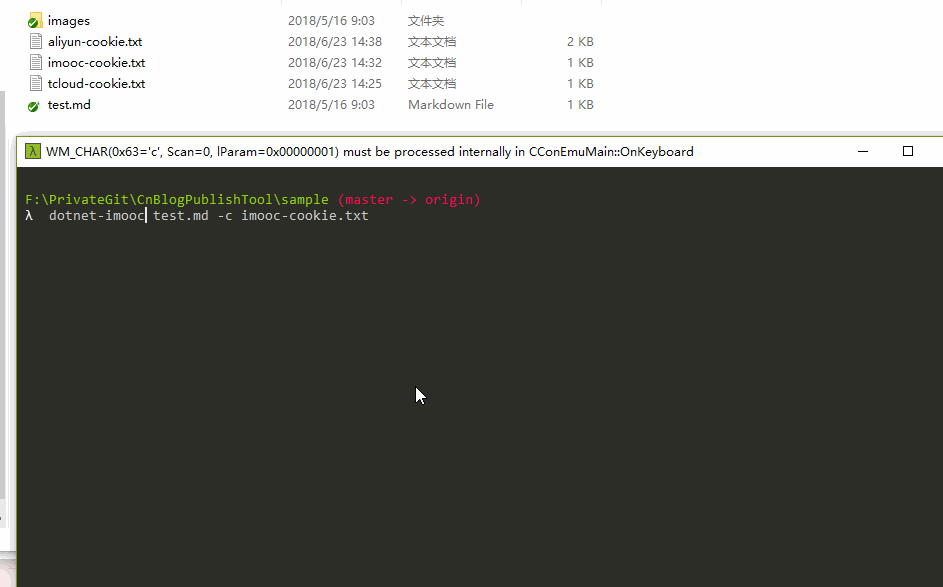 images 2018/5/16 9:03 文件夹
aliyun-cookie.txt 2018/6/23 14:38 文本文档 2 KB
imooc-cookie.txt 2018/6/23 14:32 文本文档 1 KB
tcloud-cookie.txt 2018/6/23 14:25 文本文档 1 KB
test.md 2018/5/16 9:03 Markdown File 1 KB
λ WM_CHAR(0x63='c', Scan=0, lParam=0x00000001) must be processed internally in CConEmuMain::OnKeyboard
F:\PrivateGit\CnBlogPublishTool\sample (master -> origin)
λ dotnet-imooc test.md -c imooc-cookie.txt